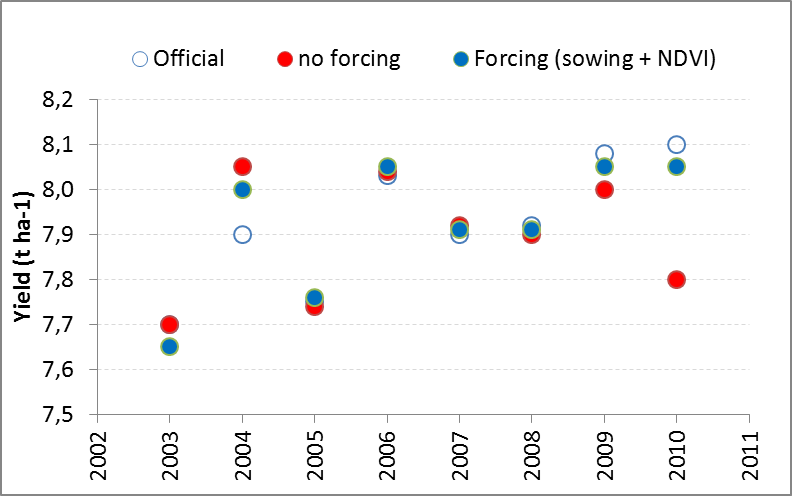 Official no forcing Forcing (sowing + NDVI)
8,2
8,1
8,0
7,9
7,8
7,7
7,6
7,5
Yield (t ha-1)
2002 2003 2004 2005 2006 2007 2008 2009 2010 2011